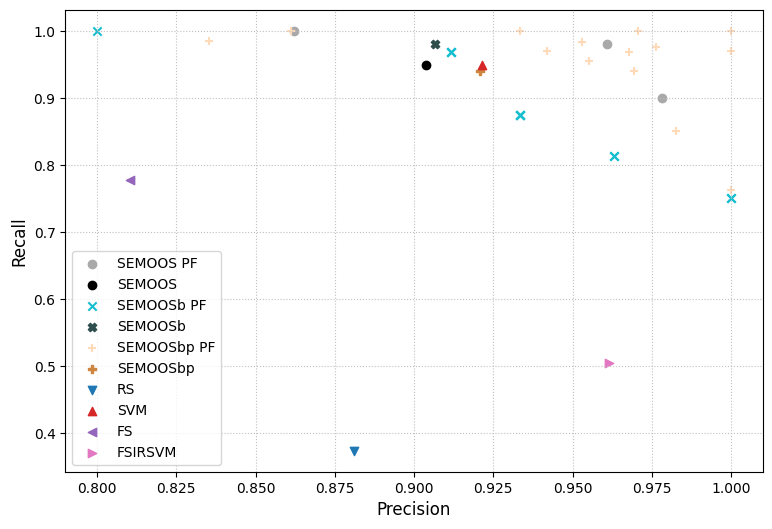 1.0
0.9
0.8
0.7
0.6
0.5
0.4
Recall
SEMOOS PF
SEMOOS
SEMOOSb PF
SEMOOSb
SEMOOSbp PF
SEMOOSbp
RS
SVM
FS
FSIRSVM
0.800 0.825 0.850 0.875 0.900 0.925 0.950 0.975 1.000
Precision